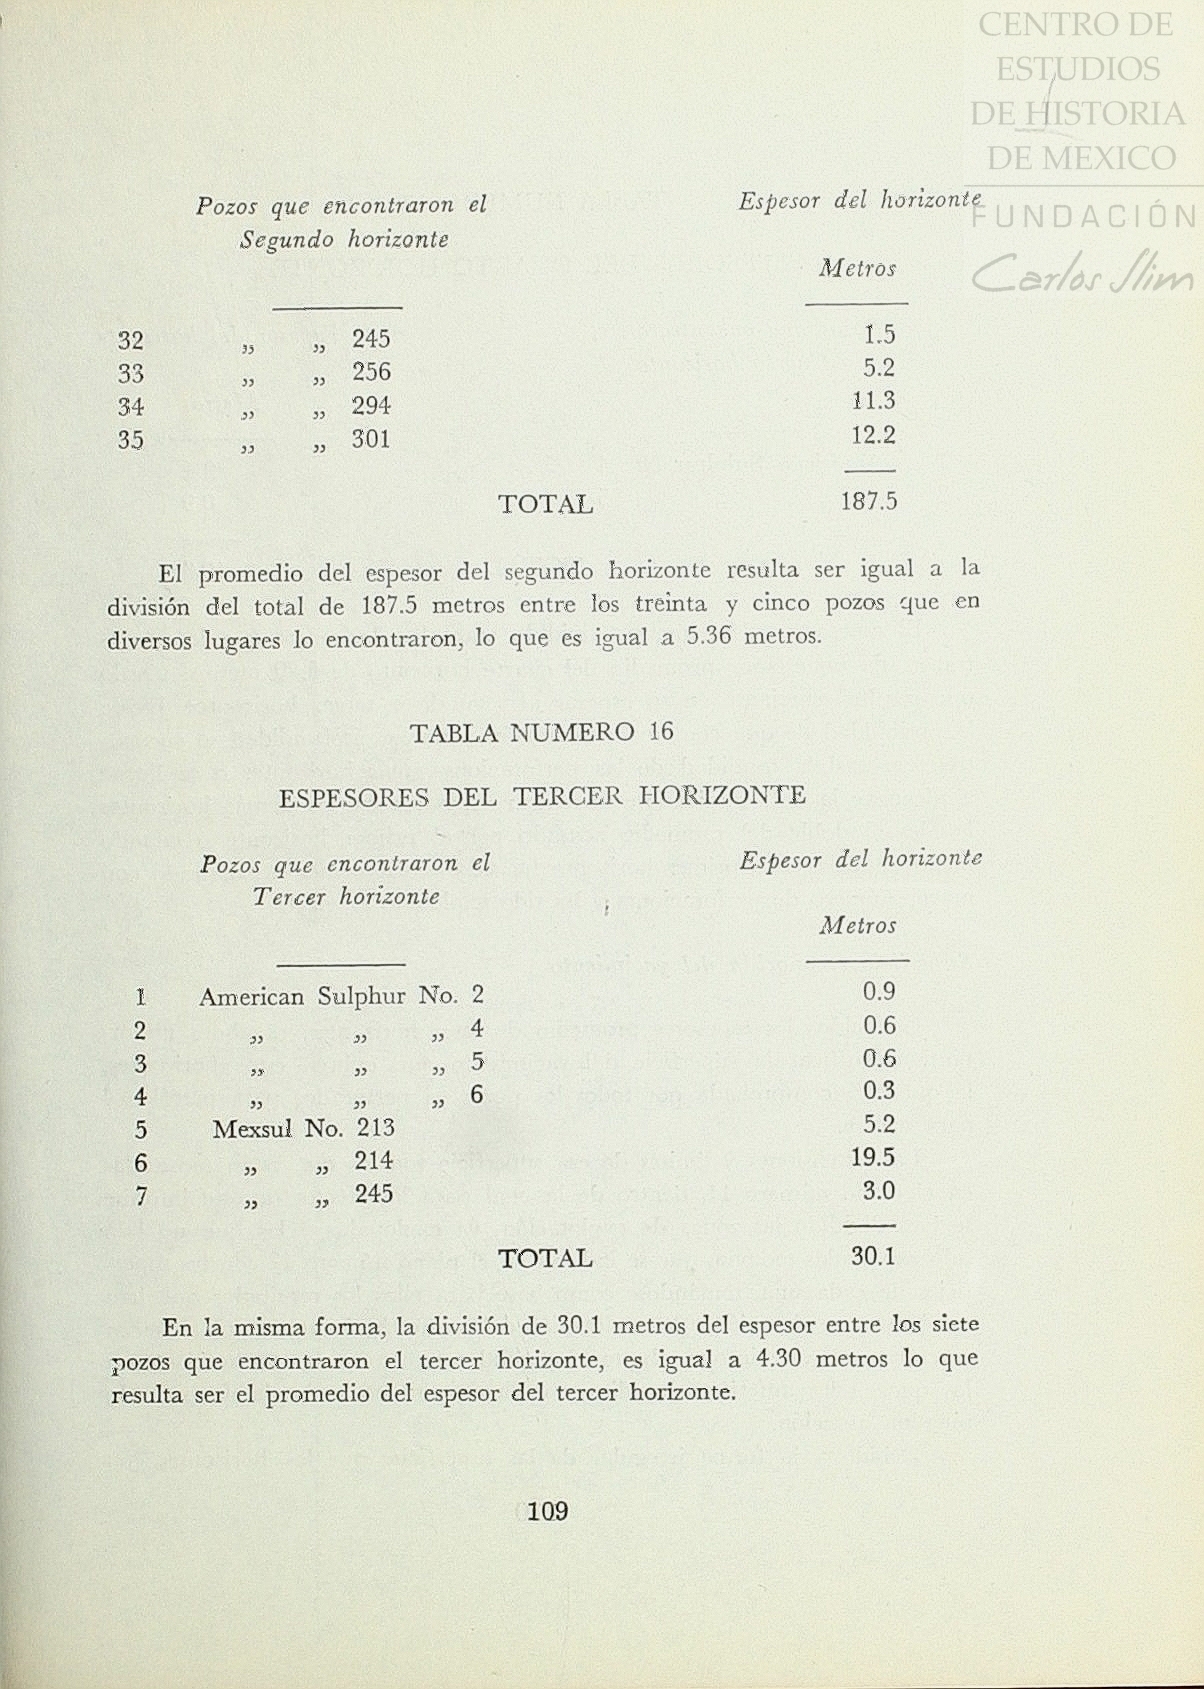 CENTRO DE
ESTUDIOS
DE HISTORIA
DE MEXICO
FUNDACIÓN
Carlos Slim
Pozos que encontraron el Espesor del horizonte
Segundo horizonte
Metros
32 „ „ 245 1.5
33 „ „ 256 5.2
34 „ „ 294 11.3
35 „ „ 301 12.2
TOTAL 187.5
El promedio del espesor del segundo horizonte resulta ser igual a la
división del total de 187.5 metros entre los treinta y cinco pozos que en
diversos lugares lo encontraron, lo que es igual a 5.36 metros.
TABLA NUMERO 16
ESPESORES DEL TERCER HORIZONTE
Pozos que encontraron el Espesor del horizonte
Tercer horizonte
Metros
1 American Sulphur No. 2 0.9
2 „ „ „ 4 0.6
3 „ „ „ 5 0.6
4 „ „ „ 6 0.3
5 Mexsul No. 213 5.2
6 „ „ 214 19.5
7 „ „ 245 3.0
TOTAL 30.1
En la misma forma, la división de 30.1 metros del espesor entre los siete
pozos que encontraron el tercer horizonte, es igual a 4.30 metros lo que
resulta ser el promedio del espesor del tercer horizonte.
109